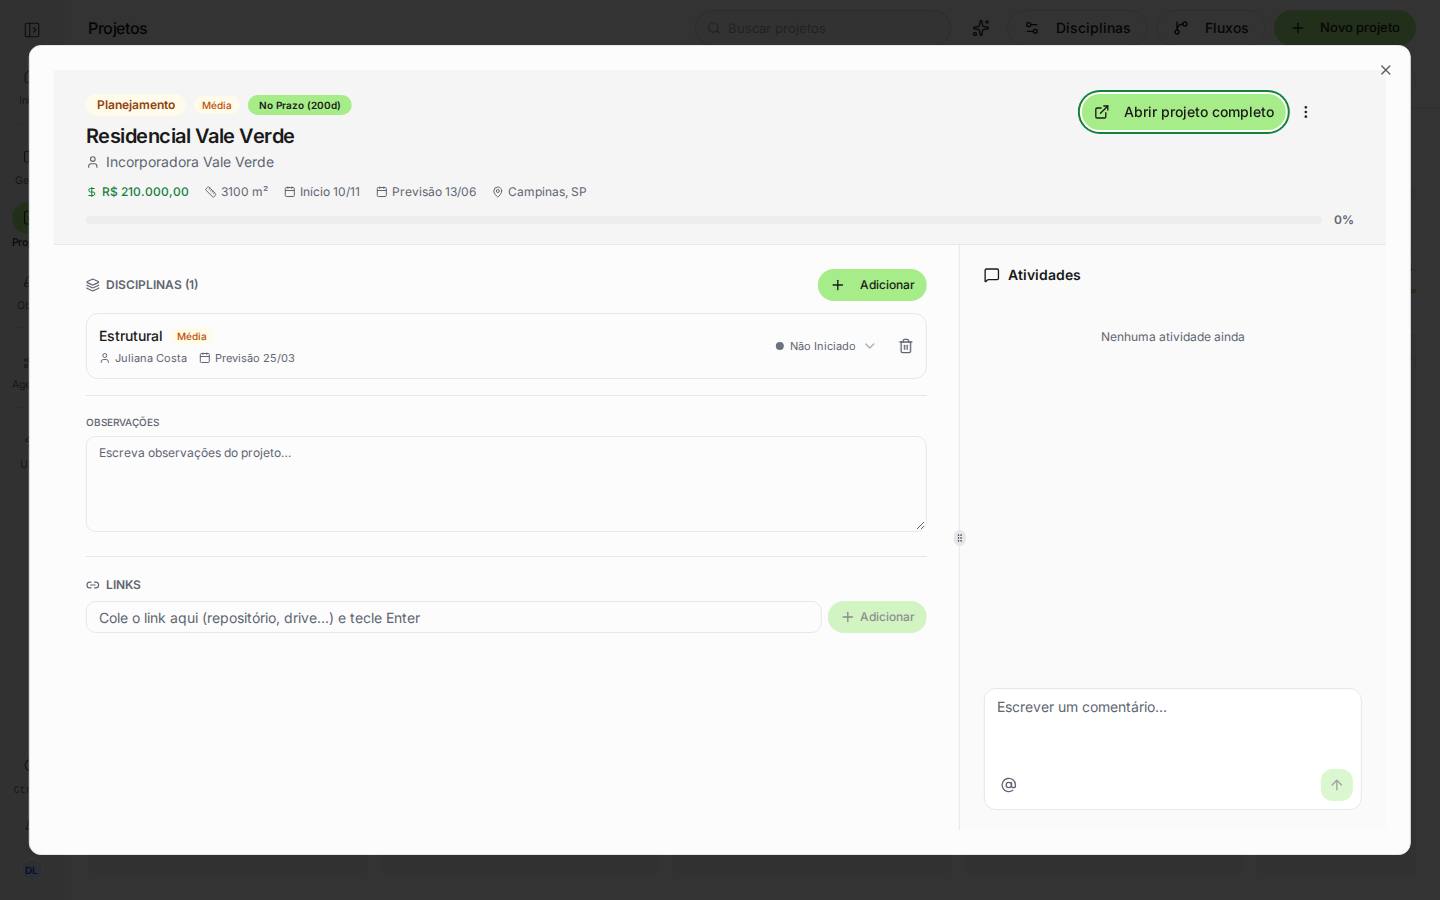 Projetos
Buscar projetos
Disciplinas
Fluxos
Novo projeto
Planejamento
Média
No Prazo (200d)
Abrir projeto completo
Residencial Vale Verde
Incorporadora Vale Verde
R$ 210.000,00
3100 m²
Início 10/11
Previsão 13/06
Campinas, SP
0%
DISCIPLINAS (1)
Adicionar
Estrutural
Média
Juliana Costa
Previsão 25/03
Não Iniciado
OBSERVAÇÕES
Escreva observações do projeto...
LINKS
Cole o link aqui (repositório, drive...) e tecle Enter
Adicionar
Atividades
Nenhuma atividade ainda
Escrever um comentário...
DL